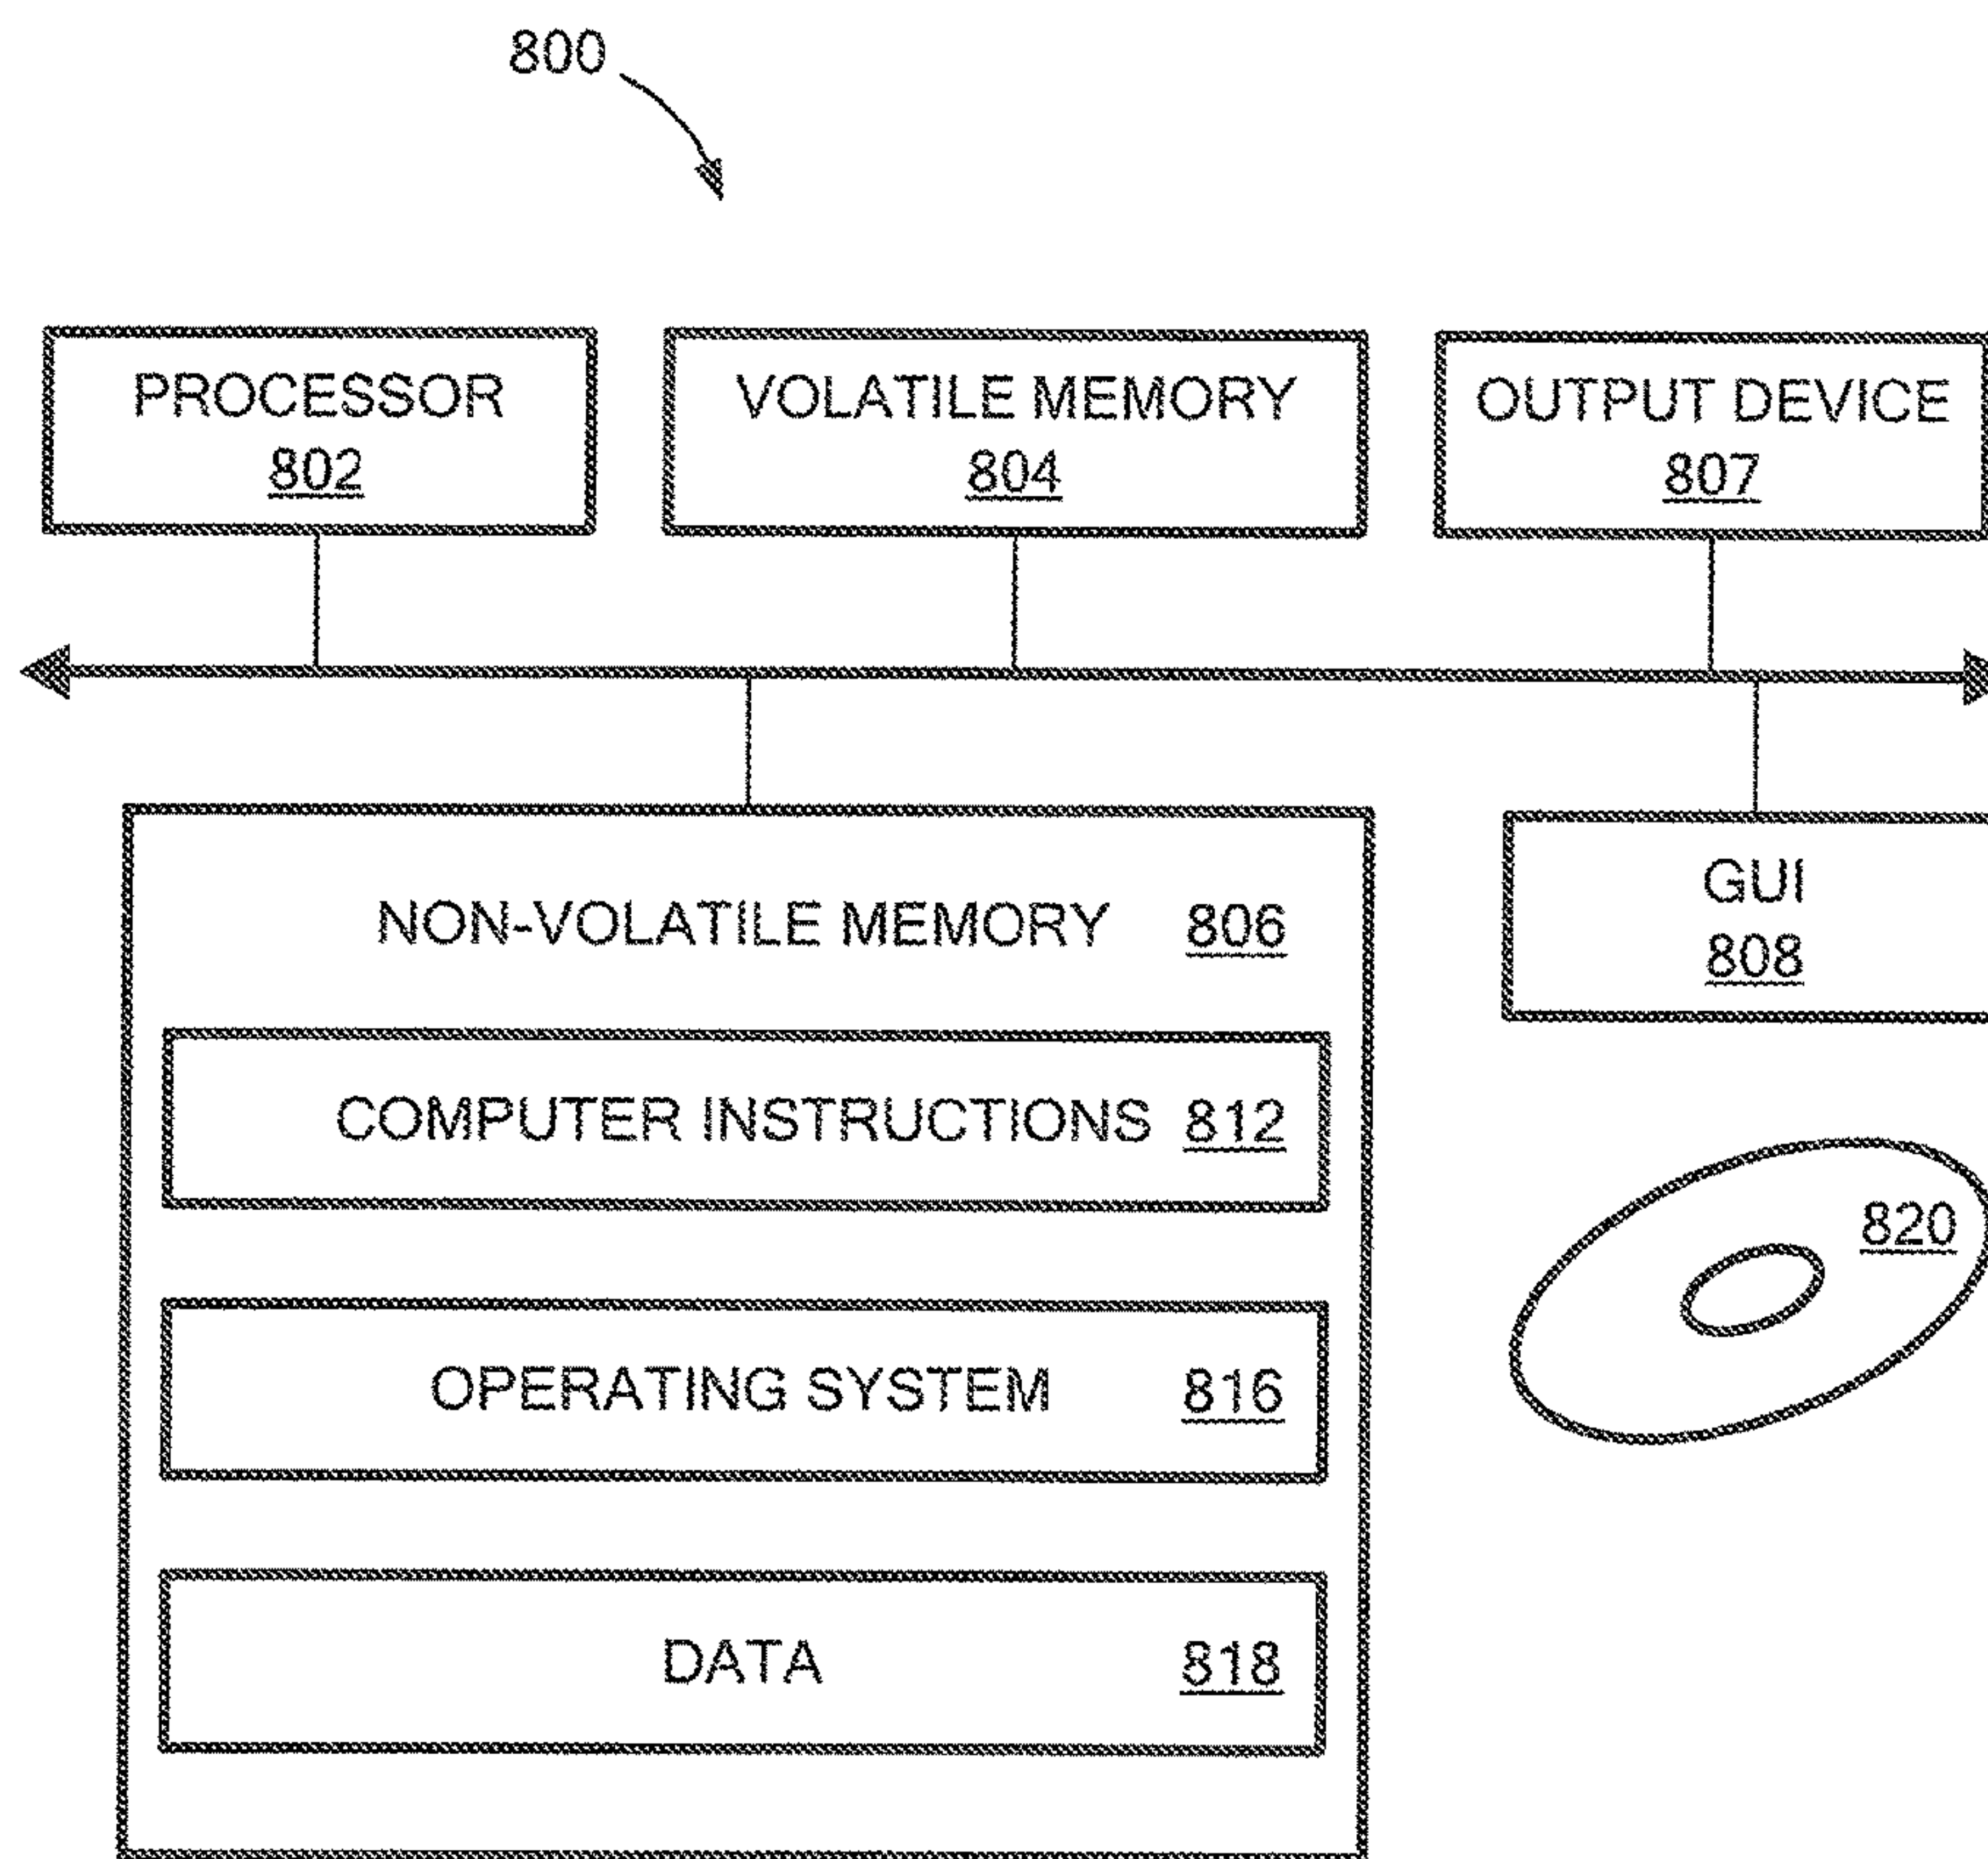 800
PROCESSOR
802
VOLATILE MEMORY
804
OUTPUT DEVICE
807
NON-VOLATILE MEMORY 806
GUI
808
COMPUTER INSTRUCTIONS 812
820
OPERATING SYSTEM 816
DATA 818